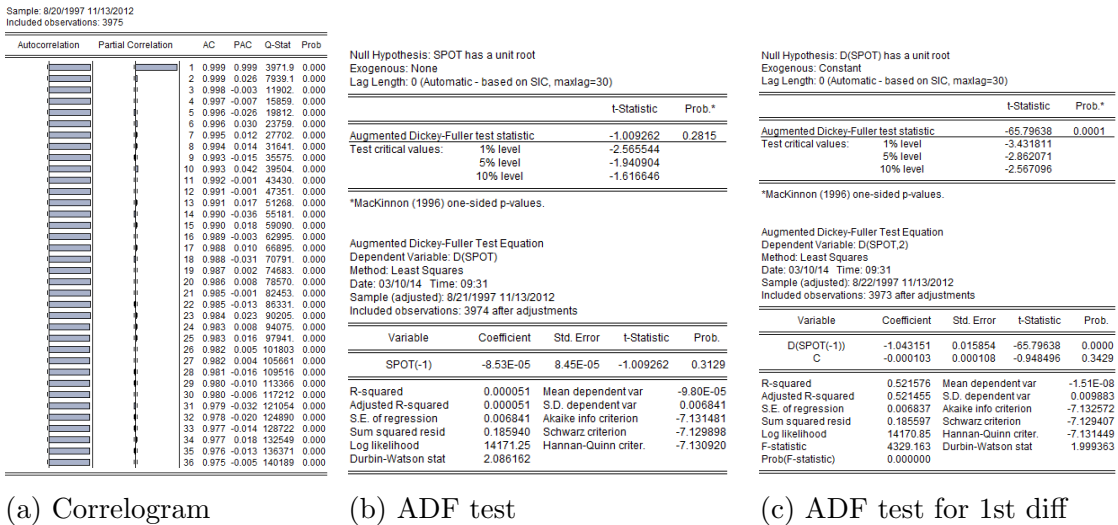 Sample: 8/20/1997 11/13/2012
Included observations: 3975
Autocorrelation Partial Correlation AC PAC Q-Stat Prob
1 0.999 0.999 3971.9 0.000
2 0.999 0.026 7939.1 0.000
3 0.998 -0.003 11902. 0.000
4 0.997 -0.007 15859. 0.000
5 0.996 -0.026 19812. 0.000
6 0.996 0.030 23759. 0.000
7 0.995 0.012 27702. 0.000
8 0.994 0.014 31641. 0.000
9 0.993 -0.015 35575. 0.000
10 0.993 0.042 39504. 0.000
11 0.992 -0.001 43430. 0.000
12 0.991 -0.001 47351. 0.000
13 0.991 0.017 51268. 0.000
14 0.990 -0.036 55181. 0.000
15 0.990 0.018 59090. 0.000
16 0.989 -0.003 62995. 0.000
17 0.988 0.010 66895. 0.000
18 0.988 -0.031 70791. 0.000
19 0.987 0.002 74683. 0.000
20 0.986 0.008 78570. 0.000
21 0.985 -0.001 82453. 0.000
22 0.985 -0.013 86331. 0.000
23 0.984 0.023 90205. 0.000
24 0.983 0.008 94075. 0.000
25 0.983 0.016 97941. 0.000
26 0.982 0.005 101803 0.000
27 0.982 0.004 105661 0.000
28 0.981 -0.016 109516 0.000
29 0.980 -0.010 113366 0.000
30 0.980 -0.006 117212 0.000
31 0.979 -0.032 121054 0.000
32 0.978 -0.020 124890 0.000
33 0.977 -0.014 128722 0.000
34 0.977 0.018 132549 0.000
35 0.976 -0.013 136371 0.000
36 0.975 -0.005 140189 0.000
(a) Correlogram
Null Hypothesis: SPOT has a unit root
Exogenous: None
Lag Length: 0 (Automatic - based on SIC, maxlag=30)
t-Statistic Prob.*
Augmented Dickey-Fuller test statistic -1.009262 0.2815
Test critical values: 1% level -2.565544
5% level -1.940904
10% level -1.616646
*MacKinnon (1996) one-sided p-values.
Augmented Dickey-Fuller Test Equation
Dependent Variable: D(SPOT)
Method: Least Squares
Date: 03/10/14 Time: 09:31
Sample (adjusted): 8/21/1997 11/13/2012
Included observations: 3974 after adjustments
Variable Coefficient Std. Error t-Statistic Prob.
SPOT(-1) -8.53E-05 8.45E-05 -1.009262 0.3129
R-squared 0.000051 Mean dependent var -9.80E-05
Adjusted R-squared 0.000051 S.D. dependent var 0.006841
S.E. of regression 0.006841 Akaike info criterion -7.131481
Sum squared resid 0.185940 Schwarz criterion -7.129898
Log likelihood 14171.25 Hannan-Quinn criter. -7.130920
Durbin-Watson stat 2.086162
(b) ADF test
Null Hypothesis: D(SPOT) has a unit root
Exogenous: Constant
Lag Length: 0 (Automatic - based on SIC, maxlag=30)
t-Statistic Prob.*
Augmented Dickey-Fuller test statistic -65.79638 0.0001
Test critical values: 1% level -3.431811
5% level -2.862071
10% level -2.567096
*MacKinnon (1996) one-sided p-values.
Augmented Dickey-Fuller Test Equation
Dependent Variable: D(SPOT,2)
Method: Least Squares
Date: 03/10/14 Time: 09:31
Sample (adjusted): 8/22/1997 11/13/2012
Included observations: 3973 after adjustments
Variable Coefficient Std. Error t-Statistic Prob.
D(SPOT(-1)) -1.043151 0.015854 -65.79638 0.0000
C -0.000103 0.000108 -0.948496 0.3429
R-squared 0.521576 Mean dependent var -1.51E-08
Adjusted R-squared 0.521455 S.D. dependent var 0.009883
S.E. of regression 0.006837 Akaike info criterion -7.132572
Sum squared resid 0.185597 Schwarz criterion -7.129407
Log likelihood 14170.85 Hannan-Quinn criter. -7.131449
F-statistic 4329.163 Durbin-Watson stat 1.999363
Prob(F-statistic) 0.000000
(c) ADF test for 1st diff